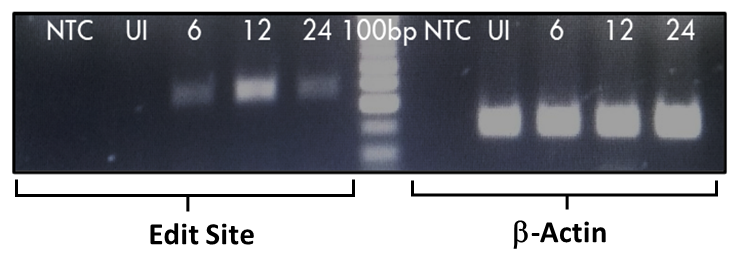 NTC UI 6 12 24 100bp NTC UI 6 12 24
Edit Site
β-Actin